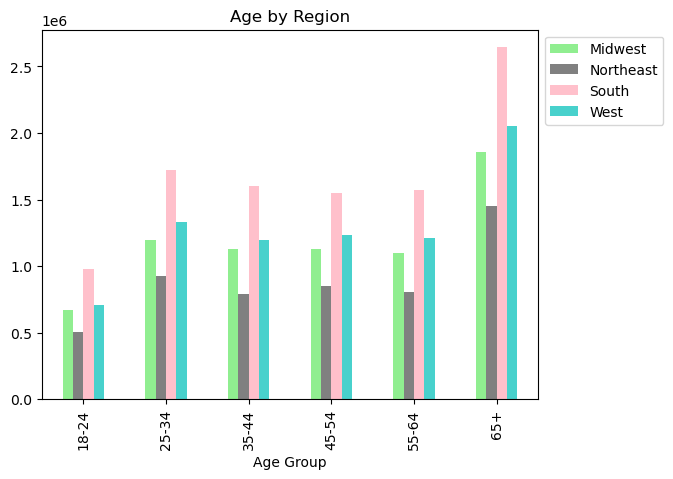 Age by Region
1e6
2.5
2.0
1.5
1.0
0.5
0.0
18-24
25-34
35-44
45-54
55-64
65+
Age Group
Midwest
Northeast
South
West